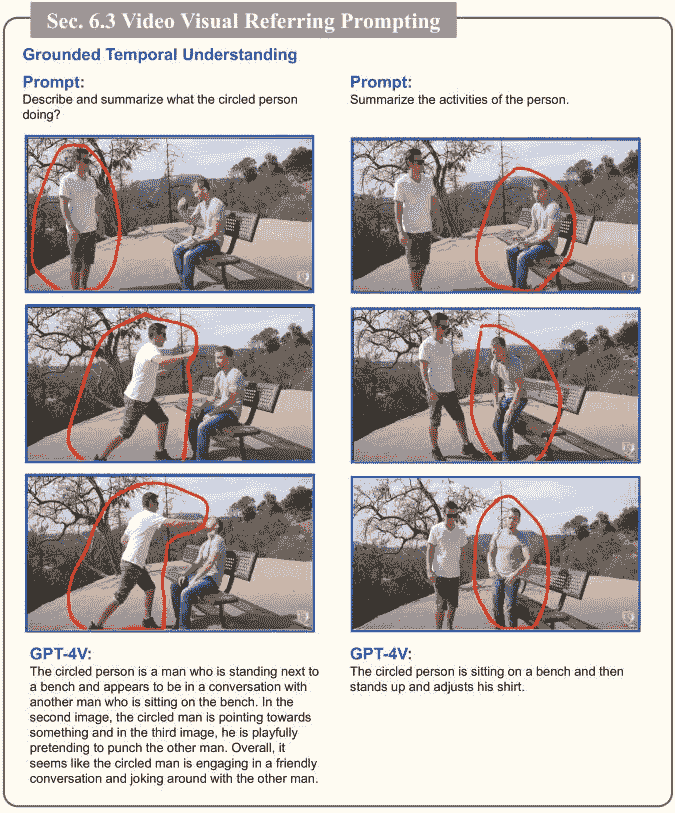 Sec. 6.3 Video Visual Referring Prompting
Grounded Temporal Understanding
Prompt:
Describe and summarize what the circled person
doing?
Prompt:
Summarize the activities of the person.
GPT-4V:
The circled person is a man who is standing next to
a bench and appears to be in a conversation with
another man who is sitting on the bench. In the
second image, the circled man is pointing towards
something and in the third image, he is playfully
pretending to punch the other man. Overall, it
seems like the circled man is engaging in a friendly
conversation and joking around with the other man.
GPT-4V:
The circled person is sitting on a bench and then
stands up and adjusts his shirt.